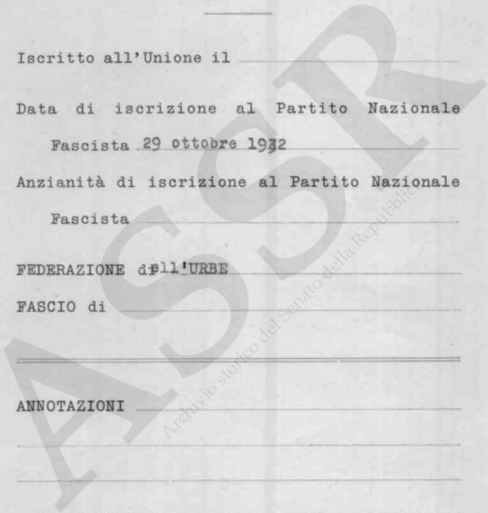 Iscritto all'Unione il
Data di iscrizione al Partito Nazionale
Fascista 29 ottobre 1932
Anzianità di iscrizione al Partito Nazionale
Fascista
FEDERAZIONE dell'URBE
FASCIO di
ANNOTAZIONI
ASSR
Archivio storico del Senato della Repubblica